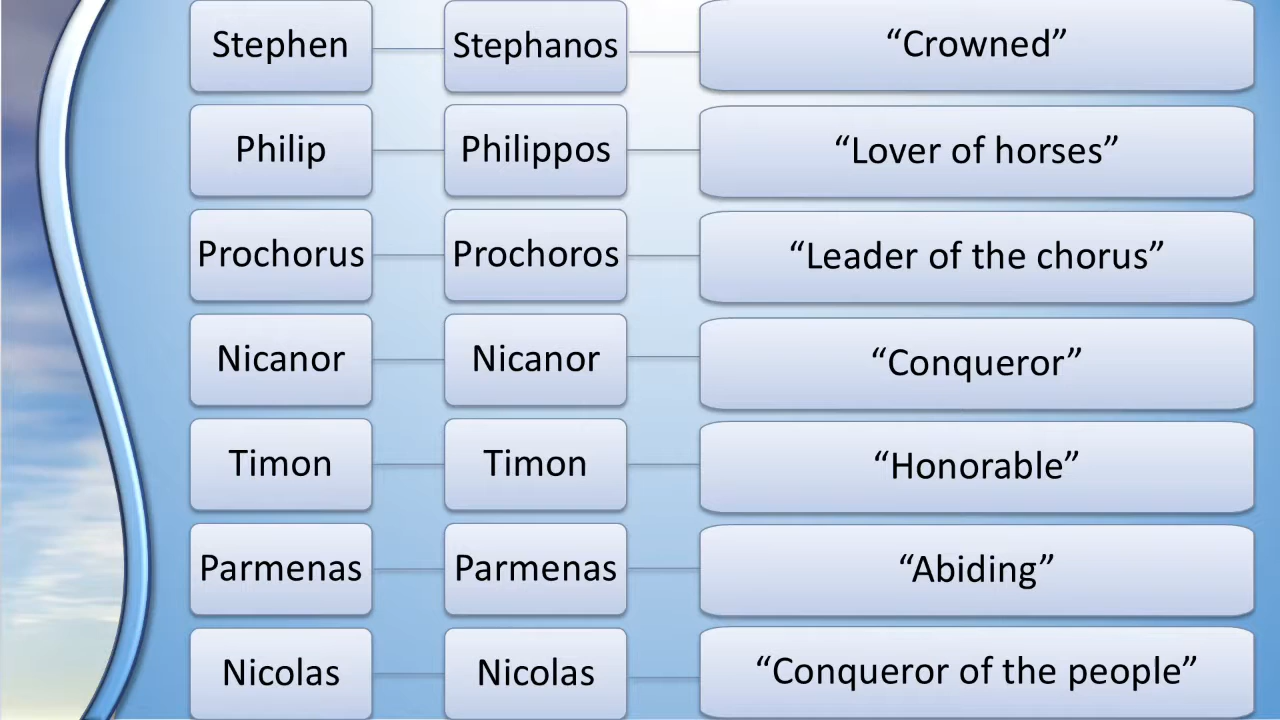 Stephen Stephanos “Crowned”
Philip Philippos “Lover of horses”
Prochorus Prochoros “Leader of the chorus”
Nicanor Nicanor “Conqueror”
Timon Timon “Honorable”
Parmenas Parmenas “Abiding”
Nicolas Nicolas “Conqueror of the people”